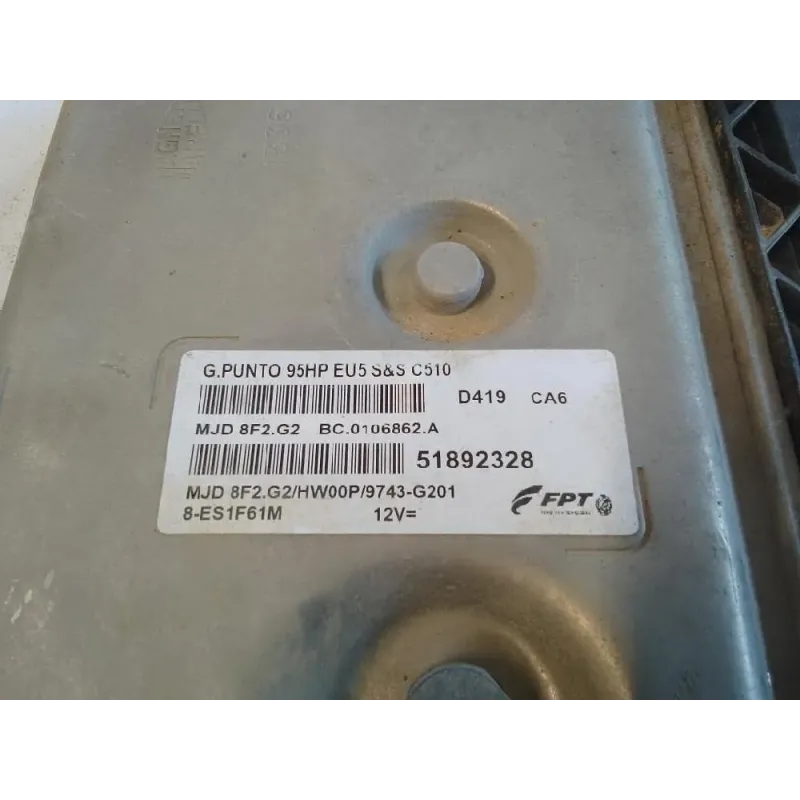 G.PUNTO 95HP EU5 S&S C510
D419 CA6
MJD 8F2.G2 BC.0106862.A
51892328
MJD 8F2.G2/HW00P/9743-G201
8-ES1F61M 12V=
FPT